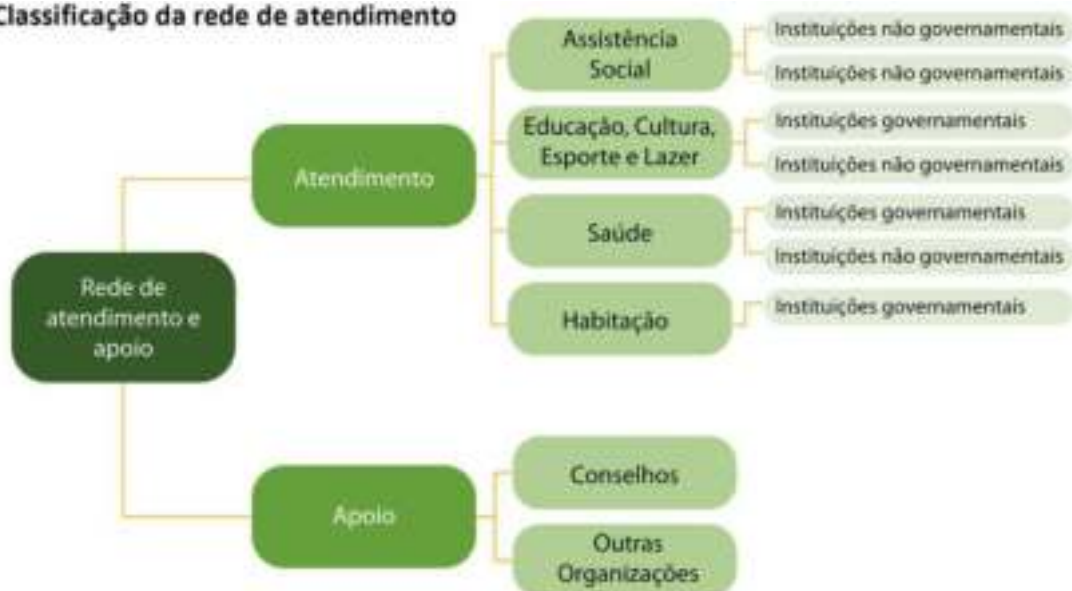 Classificação da rede de atendimento
Assistência
Social
Instituições não governamentais
Instituições não governamentais
Educação, Cultura,
Esporte e Lazer
Instituições governamentais
Instituições não governamentais
Atendimento
Saúde
Instituições governamentais
Instituições não governamentais
Rede de
atendimento e
apoio
Habitação
Instituições governamentais
Conselhos
Apoio
Outras
Organizações